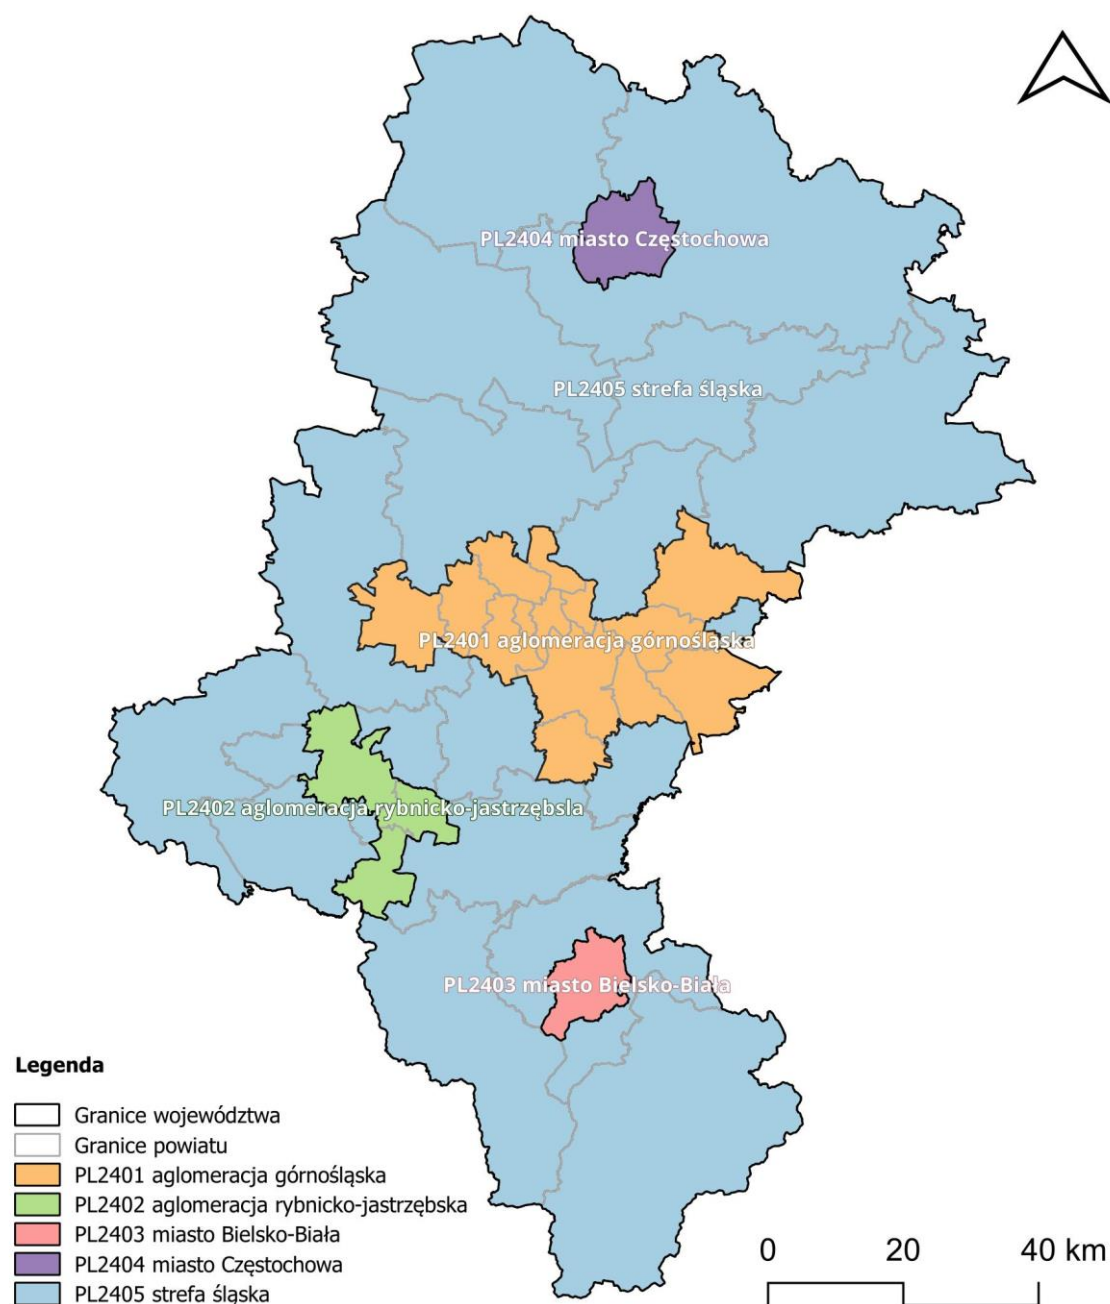 PL2404 miasto Częstochowa
PL2405 strefa śląska
PL2401 aglomeracja górnośląska
PL2402 aglomeracja rybnicko-jastrzębsla
PL2403 miasto Bielsko-Biała
Legenda
Granice województwa
Granice powiatu
PL2401 aglomeracja górnośląska
PL2402 aglomeracja rybnicko-jastrzębska
PL2403 miasto Bielsko-Biała
PL2404 miasto Częstochowa
PL2405 strefa śląska
0 20 40 km